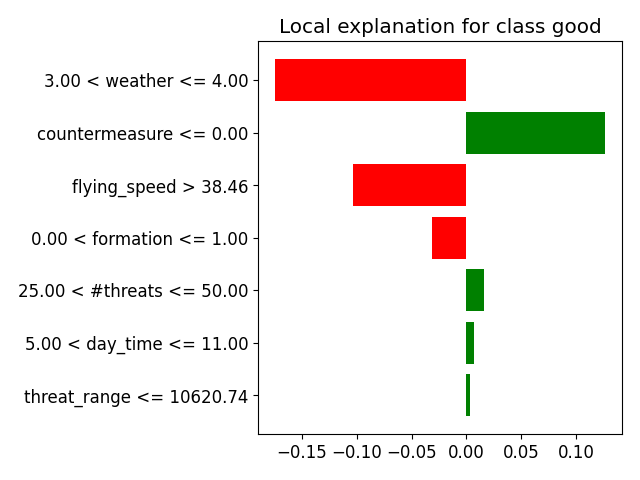 Local explanation for class good
3.00 < weather <= 4.00
countermeasure <= 0.00
flying_speed > 38.46
0.00 < formation <= 1.00
25.00 < #threats <= 50.00
5.00 < day_time <= 11.00
threat_range <= 10620.74
−0.15 −0.10 −0.05 0.00 0.05 0.10